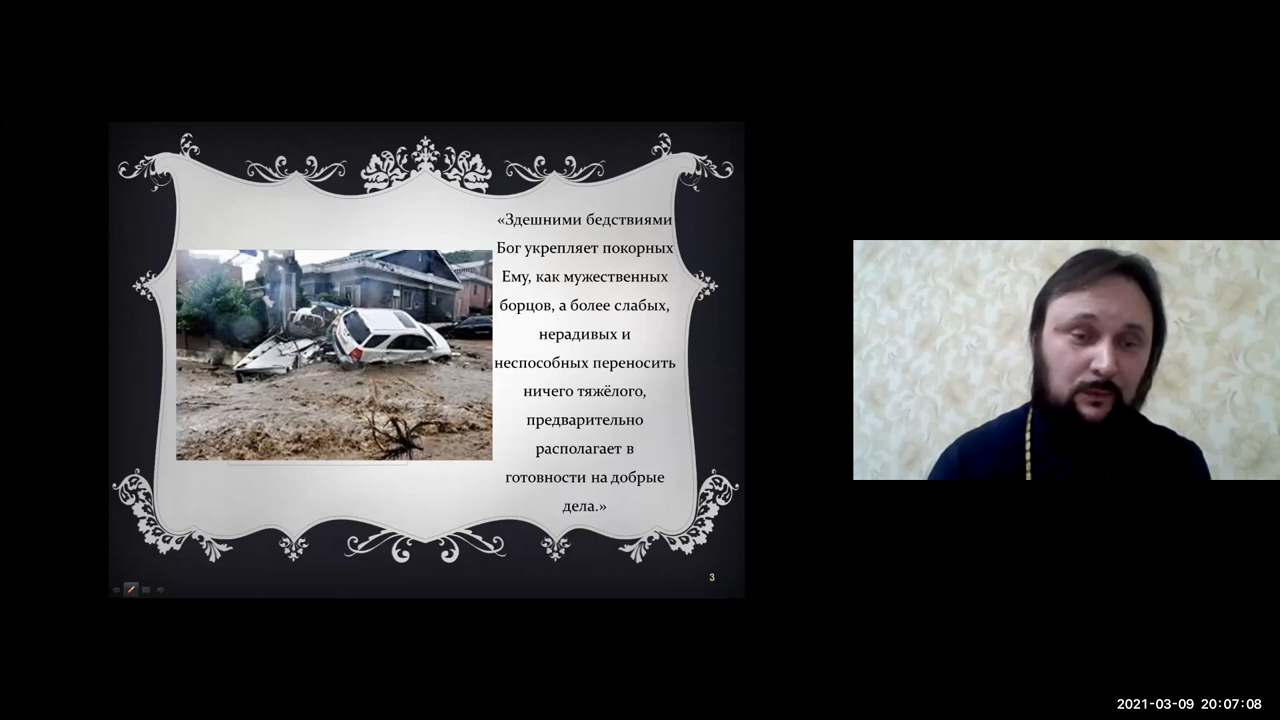 «Здешними бедствиями
Бог укрепляет покорных
Ему, как мужественных
борцов, а более слабых,
нерадивых и
неспособных переносить
ничего тяжёлого,
предварительно
располагает в
готовности на добрые
дела.»
3
2021-03-09 20:07:08